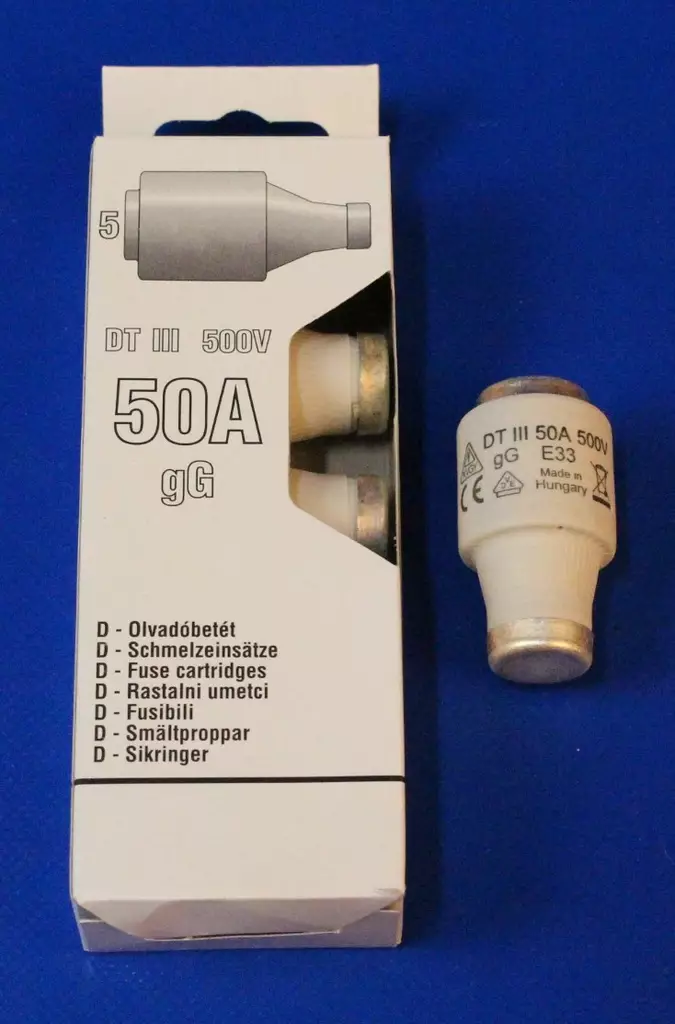 5
DT III 500V
50A
gG
D - Olvadóbetét
D - Schmelzeinsätze
D - Fuse cartridges
D - Rastalni umetci
D - Fusibili
D - Smältproppar
D - Sikringer
DT III 50A 500V
gG E33
CE
Made in
Hungary